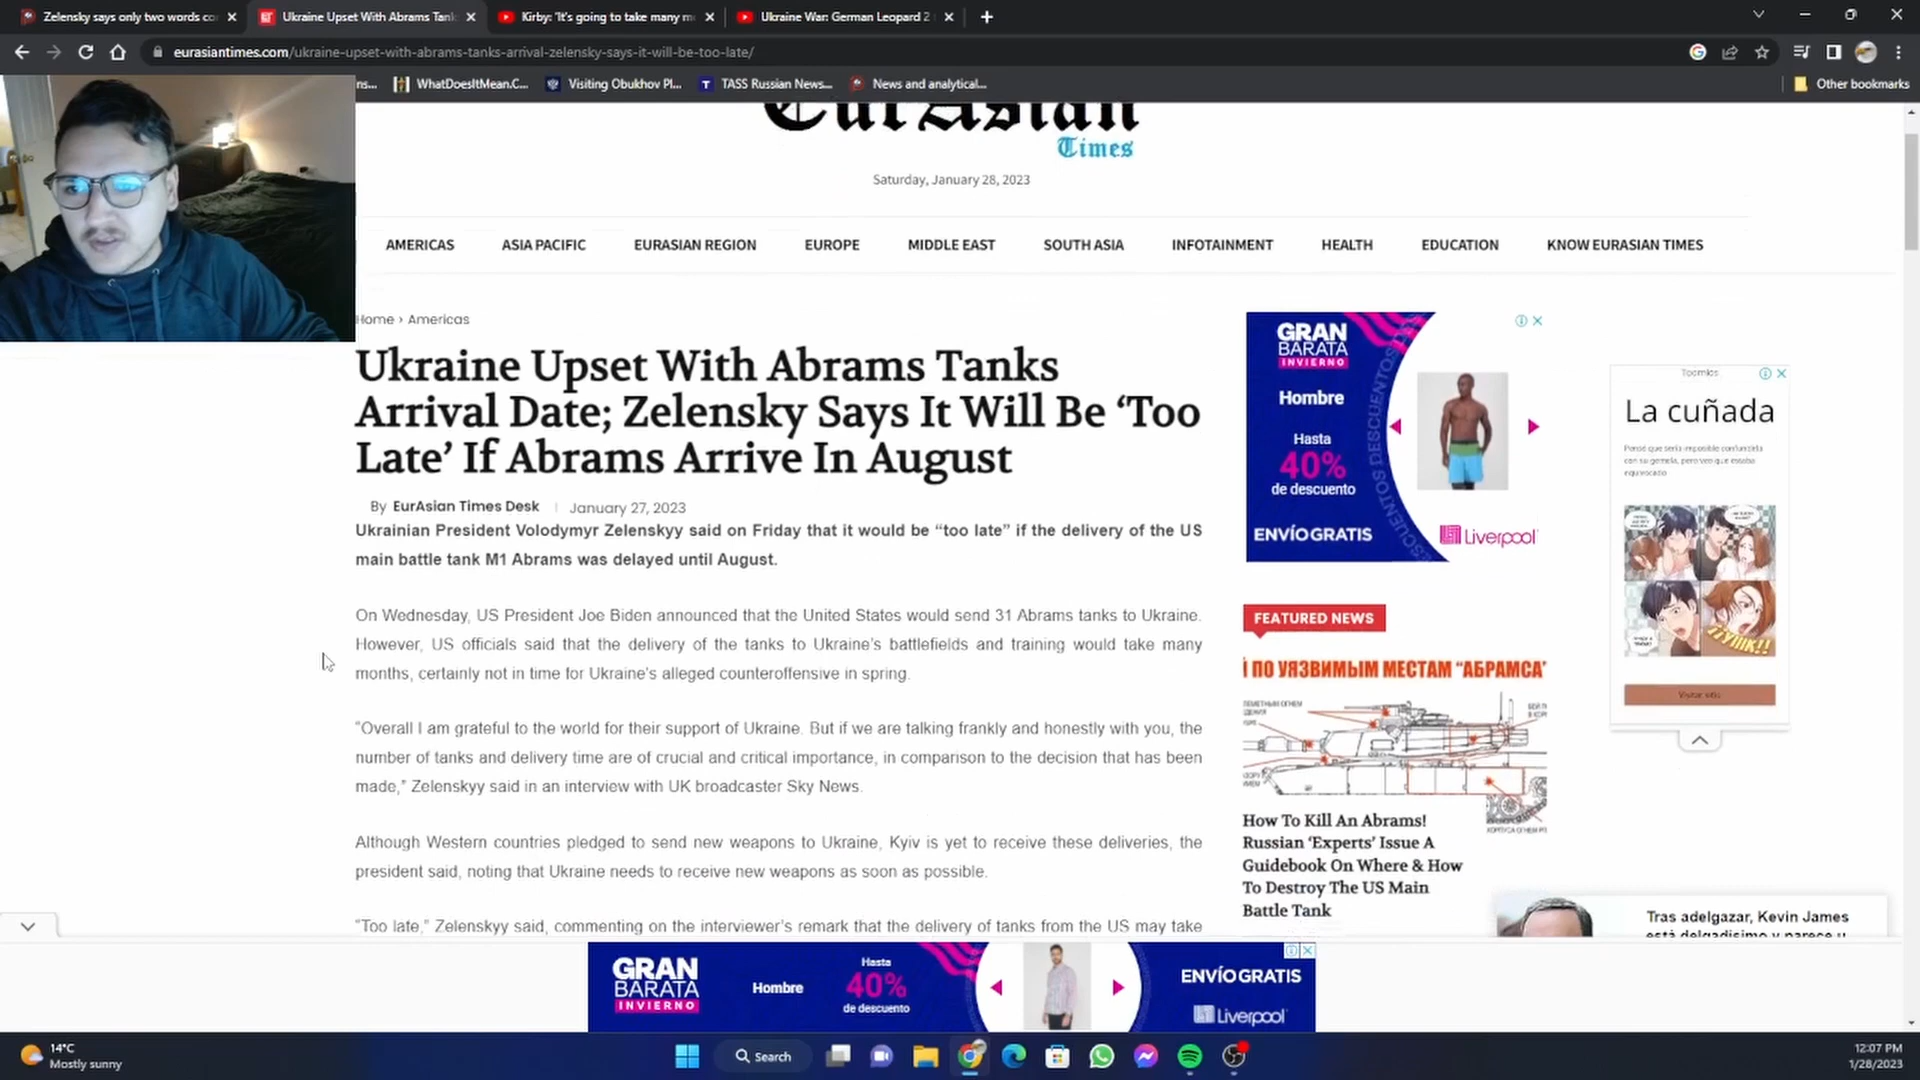 Zelensky says only two words co
Ukraine Upset With Abrams Tank
Kirby: 'It's going to take many m
Ukraine War: German Leopard 2
eurasiantimes.com/ukraine-upset-with-abrams-tanks-arrival-zelensky-says-it-will-be-too-late/
ns...
WhatDoesItMean.C...
Visiting Obukhov Pl...
TASS Russian News...
News and analytical...
Other bookmarks
EurAsian
Times
Saturday, January 28, 2023
AMERICAS
ASIA PACIFIC
EURASIAN REGION
EUROPE
MIDDLE EAST
SOUTH ASIA
INFOTAINMENT
HEALTH
EDUCATION
KNOW EURASIAN TIMES
Home › Americas
Ukraine Upset With Abrams Tanks
Arrival Date; Zelensky Says It Will Be ‘Too
Late’ If Abrams Arrive In August
By EurAsian Times Desk | January 27, 2023
Ukrainian President Volodymyr Zelenskyy said on Friday that it would be “too late” if the delivery of the US
main battle tank M1 Abrams was delayed until August.
On Wednesday, US President Joe Biden announced that the United States would send 31 Abrams tanks to Ukraine.
However, US officials said that the delivery of the tanks to Ukraine’s battlefields and training would take many
months, certainly not in time for Ukraine’s alleged counteroffensive in spring.
“Overall I am grateful to the world for their support of Ukraine. But if we are talking frankly and honestly with you, the
number of tanks and delivery time are of crucial and critical importance, in comparison to the decision that has been
made,” Zelenskyy said in an interview with UK broadcaster Sky News.
Although Western countries pledged to send new weapons to Ukraine, Kyiv is yet to receive these deliveries, the
president said, noting that Ukraine needs to receive new weapons as soon as possible.
“Too late,” Zelenskyy said, commenting on the interviewer’s remark that the delivery of tanks from the US may take
GRAN
BARATA
INVIERNO
Hombre
Hasta
40%
de descuento
ENVÍO GRATIS
Liverpool
Toomics
La cuñada
Pensé que sería imposible confundirla
con su gemela, pero veo que estaba
equivocado
¡¡YIIIK!!
Visitar sitio
FEATURED NEWS
Й ПО УЯЗВИМЫМ МЕСТАМ "АБРАМСА"
How To Kill An Abrams!
Russian ‘Experts’ Issue A
Guidebook On Where & How
To Destroy The US Main
Battle Tank
Tras adelgazar, Kevin James
está delgadísimo y parece u
GRAN
BARATA
INVIERNO
Hombre
Hasta
40%
de descuento
ENVÍO GRATIS
Liverpool
14°C
Mostly sunny
Search
12:07 PM
1/28/2023